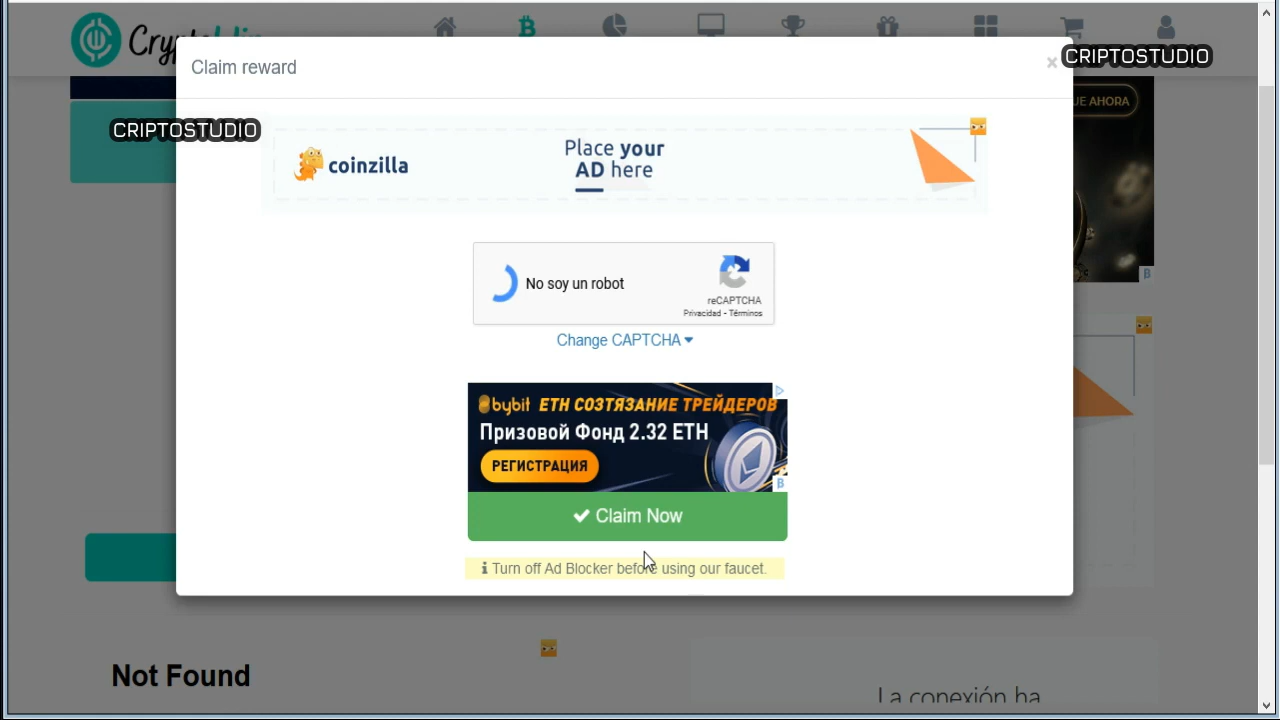 Claim reward
×
CRIPTOSTUDIO
UE AHORA
CRIPTOSTUDIO
coinzilla
Place your
AD here
No soy un robot
reCAPTCHA
Privacidad - Términos
Change CAPTCHA
bybit ETH СОЗТЯЗАНИЕ ТРЕЙДЕРОВ
Призовой Фонд 2.32 ETH
РЕГИСТРАЦИЯ
Claim Now
Turn off Ad Blocker before using our faucet.
Not Found
La conexión ha